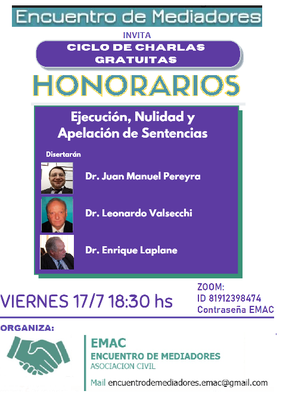 Encuentro de Mediadores
INVITA
CICLO DE CHARLAS
GRATUITAS
HONORARIOS
Ejecución, Nulidad y
Apelación de Sentencias
Disertarán
Dr. Juan Manuel Pereyra
Dr. Leonardo Valsecchi
Dr. Enrique Laplane
VIERNES 17/7 18:30 hs
ZOOM:
ID 81912398474
Contraseña EMAC
ORGANIZA:
EMAC
ENCUENTRO DE MEDIADORES
ASOCIACION CIVIL
Mail encuentrodemediadores.emac@gmail.com